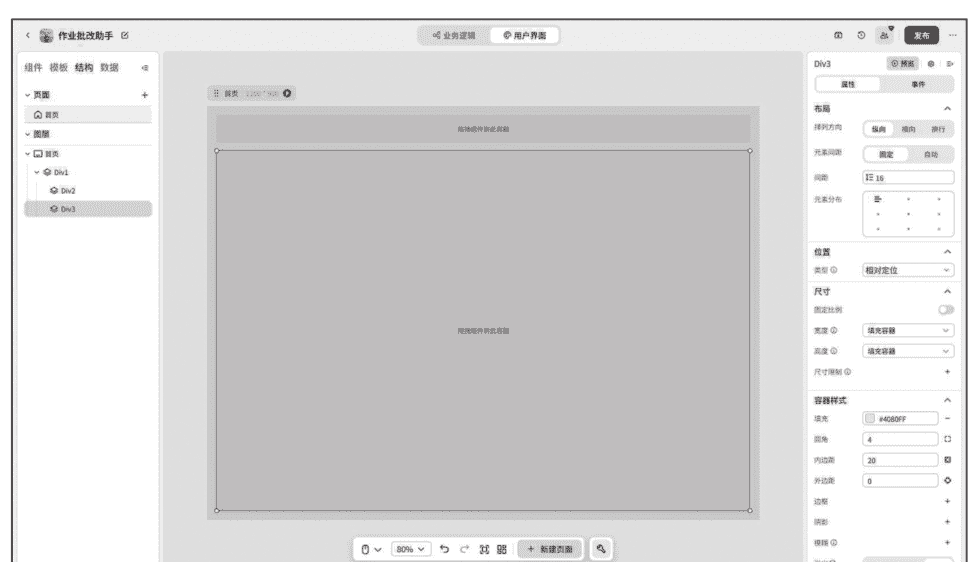 作业批改助手
业务逻辑 用户界面
发布
组件 模板 结构 数据
页面
首页
图层
首页
Div1
Div2
Div3
首页
拖拽组件到此容器
拖拽组件到此容器
80%
新建页面
Div3 预览
属性 事件
布局
排列方向 纵向 横向 换行
元素间距 固定 自动
间距 16
元素分布
位置
类型 相对定位
尺寸
固定比例
宽度 填充容器
高度 填充容器
尺寸限制
容器样式
填充 #4080FF
圆角 4
内边距 20
外边距 0
边框
阴影
模糊